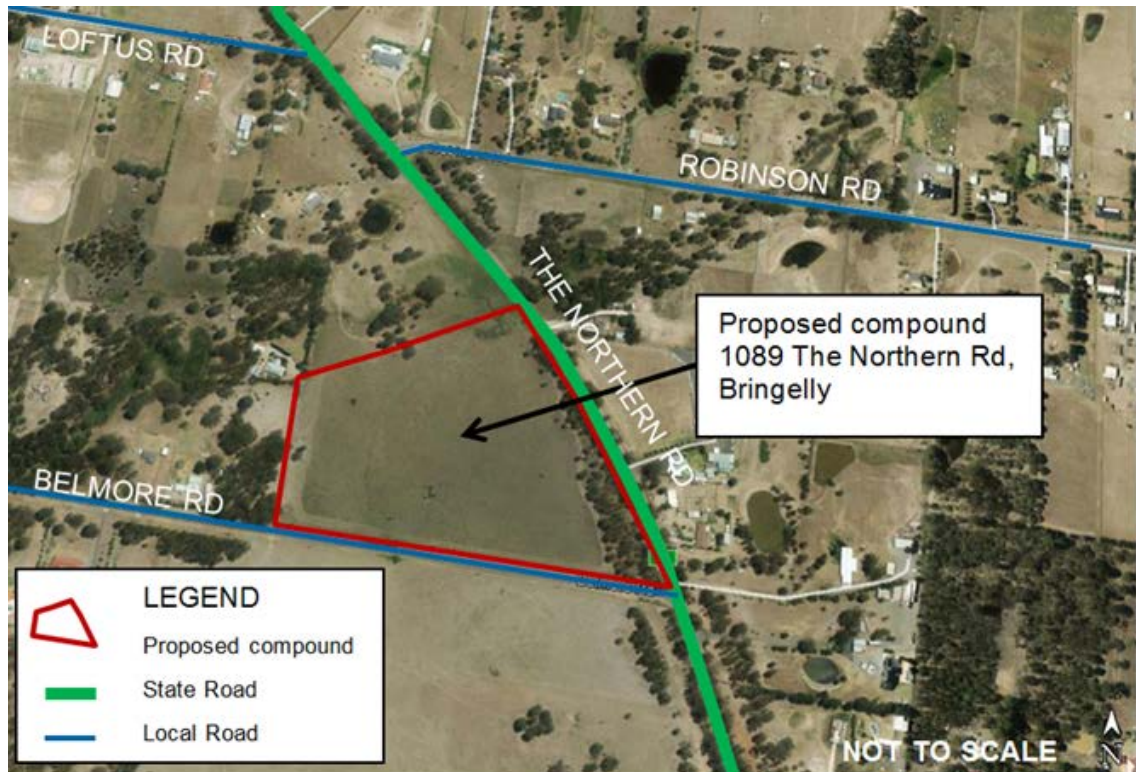 LOFTUS RD
ROBINSON RD
THE NORTHERN RD
Proposed compound
1089 The Northern Rd,
Bringelly
BELMORE RD
LEGEND
Proposed compound
State Road
Local Road
NOT TO SCALE
N